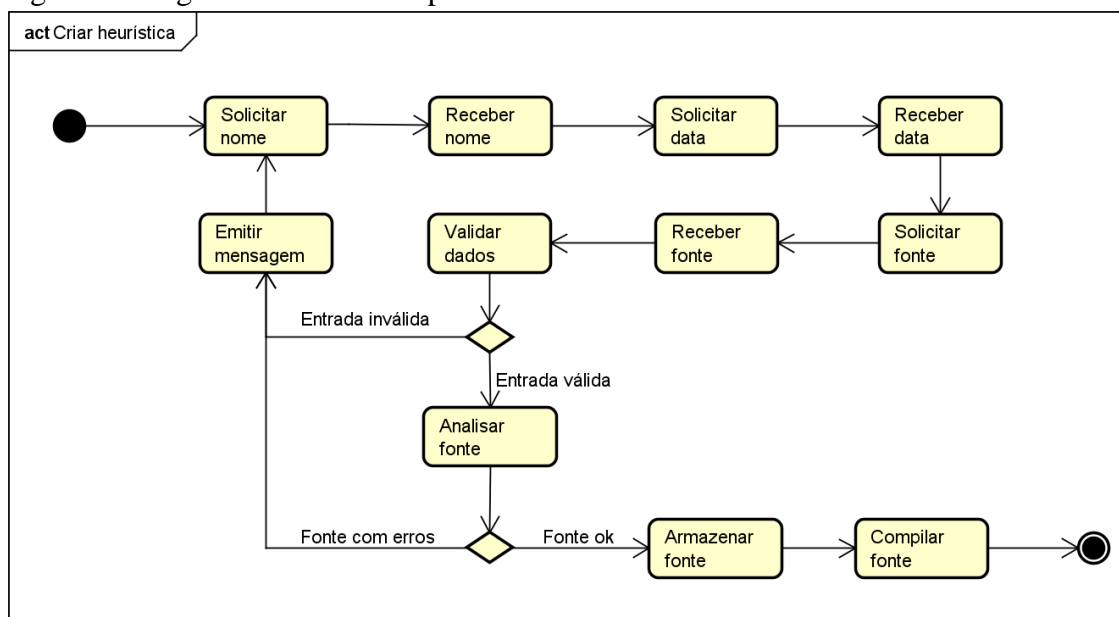 act Criar heurística
Solicitar
nome
Receber
nome
Solicitar
data
Receber
data
Emitir
mensagem
Validar
dados
Receber
fonte
Solicitar
fonte
Entrada inválida
Entrada válida
Analisar
fonte
Fonte com erros
Fonte ok
Armazenar
fonte
Compilar
fonte